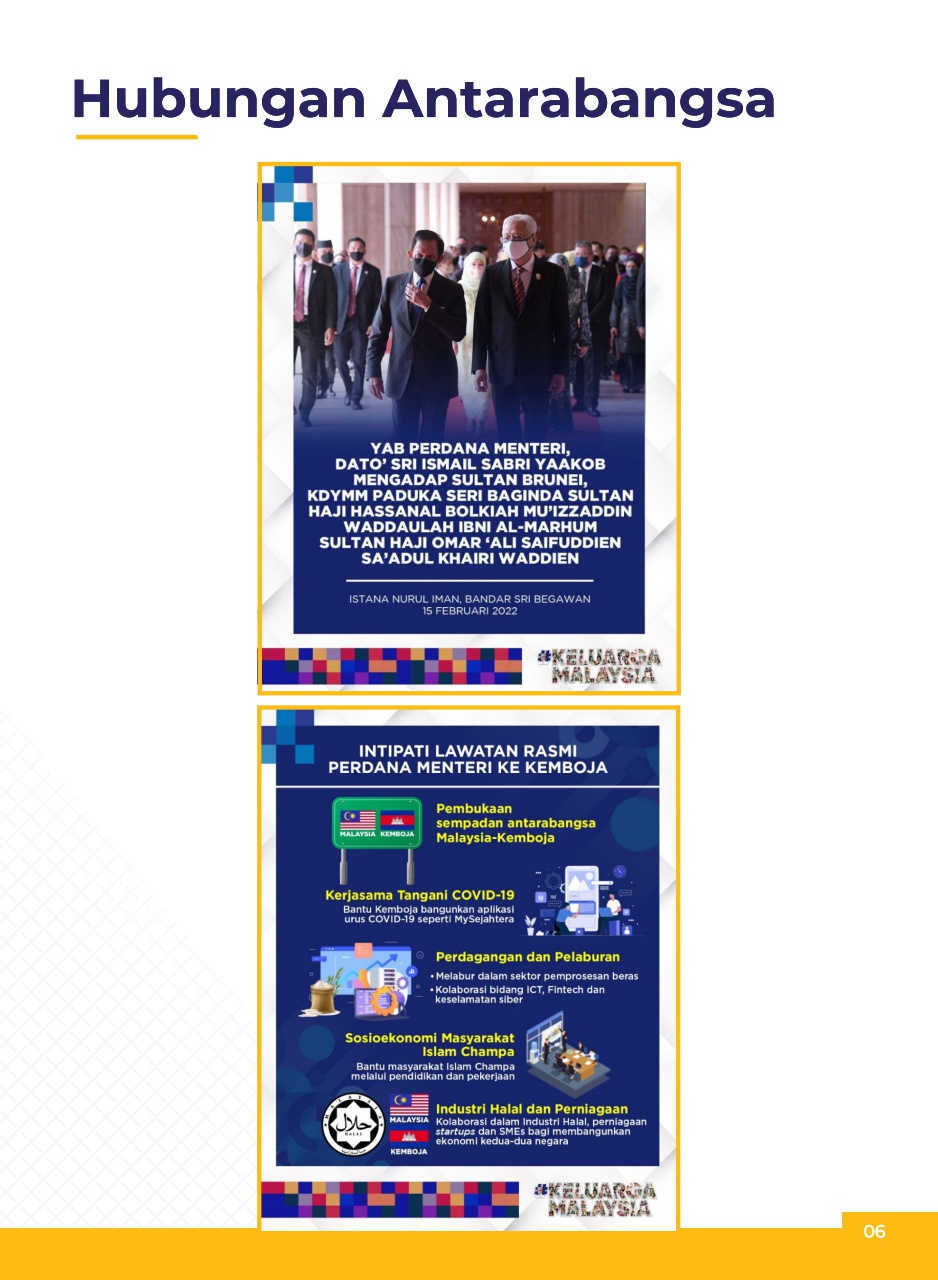 Hubungan Antarabangsa
YAB PERDANA MENTERI,
DATO’ SRI ISMAIL SABRI YAAKOB
MENGADAP SULTAN BRUNEI,
KDYMM PADUKA SERI BAGINDA SULTAN
HAJI HASSANAL BOLKIAH MU’IZZADDIN
WADDAULAH IBNI AL-MARHUM
SULTAN HAJI OMAR ‘ALI SAIFUDDIEN
SA’ADUL KHAIRI WADDIEN
ISTANA NURUL IMAN, BANDAR SRI BEGAWAN
15 FEBRUARI 2022
#KELUARGA
MALAYSIA
INTIPATI LAWATAN RASMI
PERDANA MENTERI KE KEMBOJA
MALAYSIA KEMBOJA
Pembukaan
sempadan antarabangsa
Malaysia-Kemboja
Kerjasama Tangani COVID-19
Bantu Kemboja bangunkan aplikasi
urus COVID-19 seperti MySejahtera
Perdagangan dan Pelaburan
• Melabur dalam sektor pemprosesan beras
• Kolaborasi bidang ICT, Fintech dan
keselamatan siber
Sosioekonomi Masyarakat
Islam Champa
Bantu masyarakat Islam Champa
melalui pendidikan dan pekerjaan
MALAYSIA
حلال
HALAL
MALAYSIA
KEMBOJA
Industri Halal dan Perniagaan
Kolaborasi dalam Industri Halal, perniagaan
startups dan SMEs bagi membangunkan
ekonomi kedua-dua negara
#KELUARGA
MALAYSIA
06